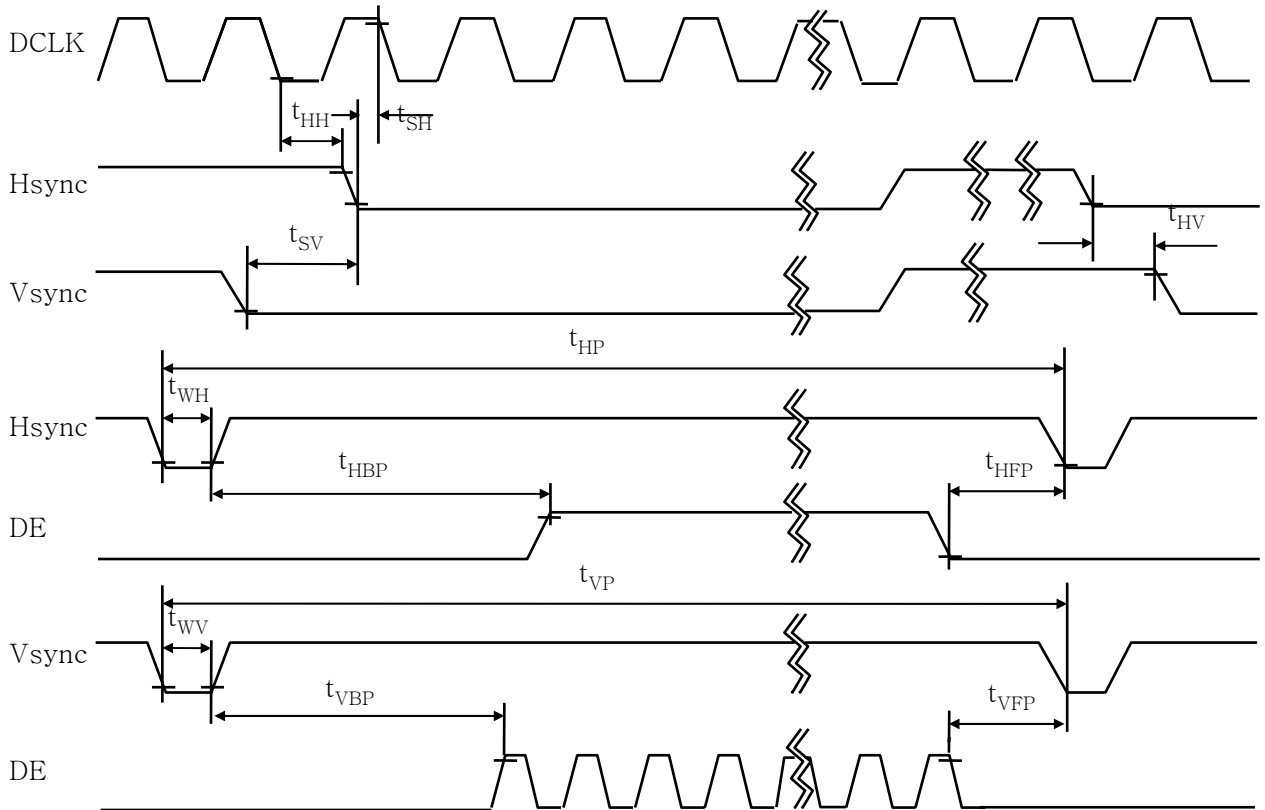 DCLK
tHH
tSH
Hsync
tHV
tSV
Vsync
tHP
tWH
Hsync
tHBP
tHFP
DE
tVP
tWV
Vsync
tVBP
tVFP
DE